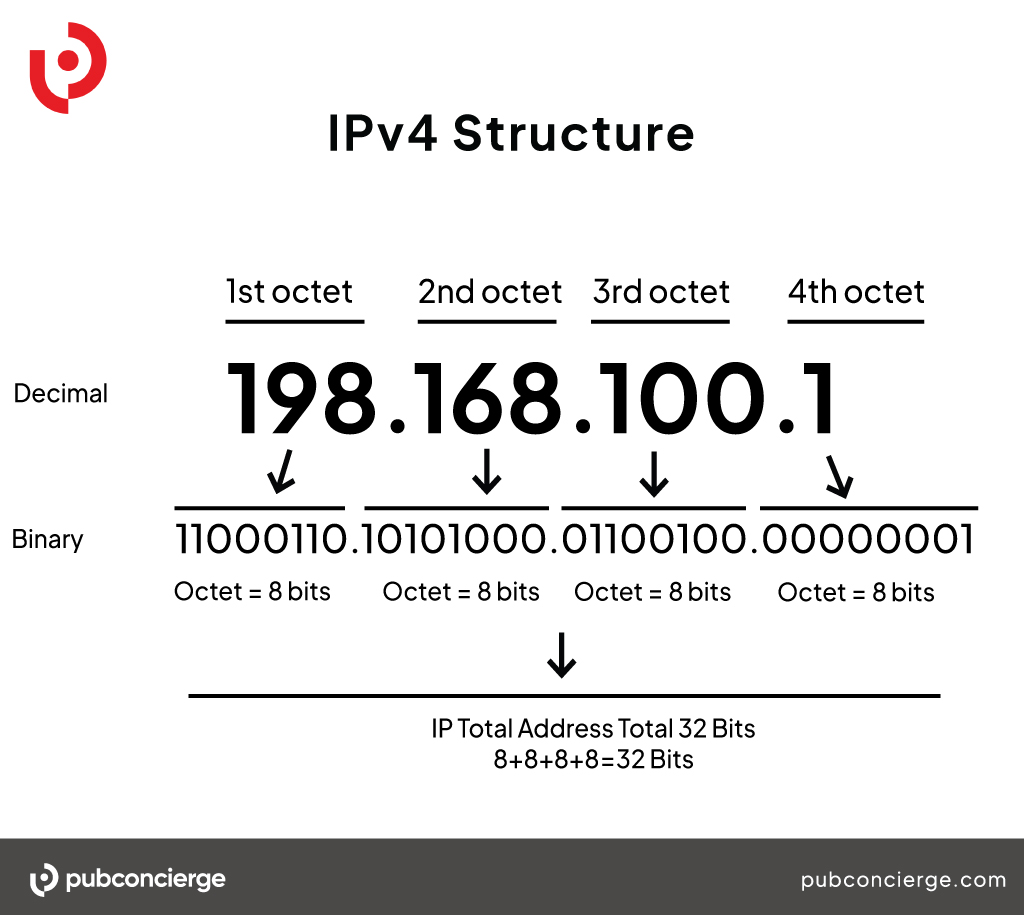 IPv4 Structure
1st octet 2nd octet 3rd octet 4th octet
Decimal 198.168.100.1
Binary 11000110.10101000.01100100.00000001
Octet = 8 bits Octet = 8 bits Octet = 8 bits Octet = 8 bits
IP Total Address Total 32 Bits
8+8+8+8=32 Bits
pubconcierge pubconcierge.com